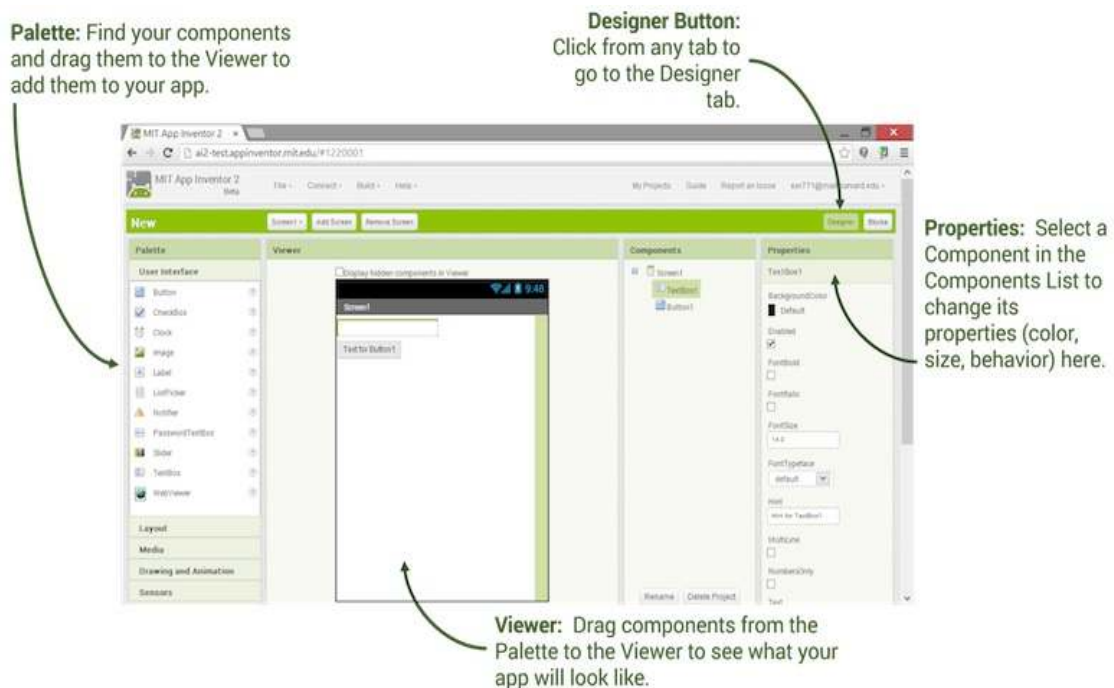 Palette: Find your components
and drag them to the Viewer to
add them to your app.
Designer Button:
Click from any tab to
go to the Designer
tab.
MIT App Inventor 2
ai2-test.appinventor.mit.edu/#1220001
MIT App Inventor 2
Beta
File Connect Build Help
My Projects Guide Report an Issue
New
Screen1 Add Screen Remove Screen
Designer Blocks
Palette
User Interface
Button
CheckBox
Clock
Image
Label
ListPicker
Notifier
PasswordTextBox
Slider
TextBox
WebViewer
Layout
Media
Drawing and Animation
Sensors
Viewer
Display hidden components in Viewer
9:48
Screen1
Text for Button1
Components
Screen1
TextBox1
Button1
Rename Delete Project
Properties
TextBox1
BackgroundColor
Default
Enabled
FontBold
FontItalic
FontSize
14.0
FontTypeface
default
Hint
Hint for TextBox1
MultiLine
NumbersOnly
Text
Properties: Select a
Component in the
Components List to
change its
properties (color,
size, behavior) here.
Viewer: Drag components from the
Palette to the Viewer to see what your
app will look like.